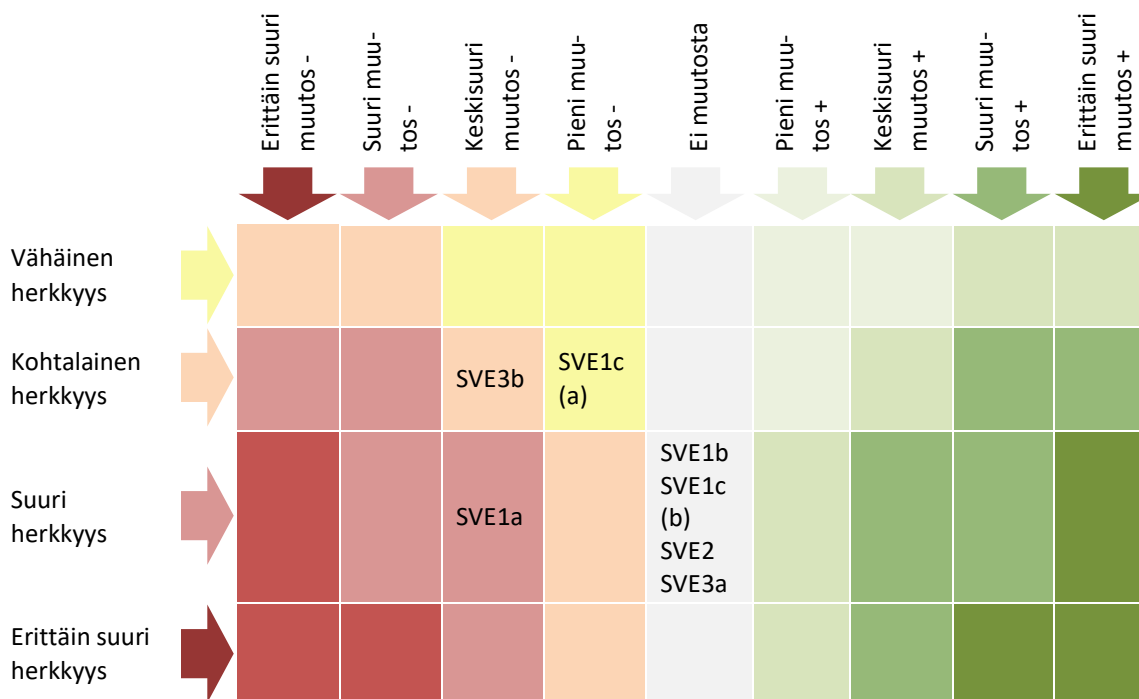 Erittäin suuri
muutos -
Suuri muu-
tos -
Keskisuuri
muutos -
Pieni muu-
tos -
Ei muutosta
Pieni muu-
tos +
Keskisuuri
muutos +
Suuri muu-
tos +
Erittäin suuri
muutos +
Vähäinen
herkkyys
Kohtalainen
herkkyys
SVE3b
SVE1c
(a)
Suuri
herkkyys
SVE1a
SVE1b
SVE1c
(b)
SVE2
SVE3a
Erittäin suuri
herkkyys